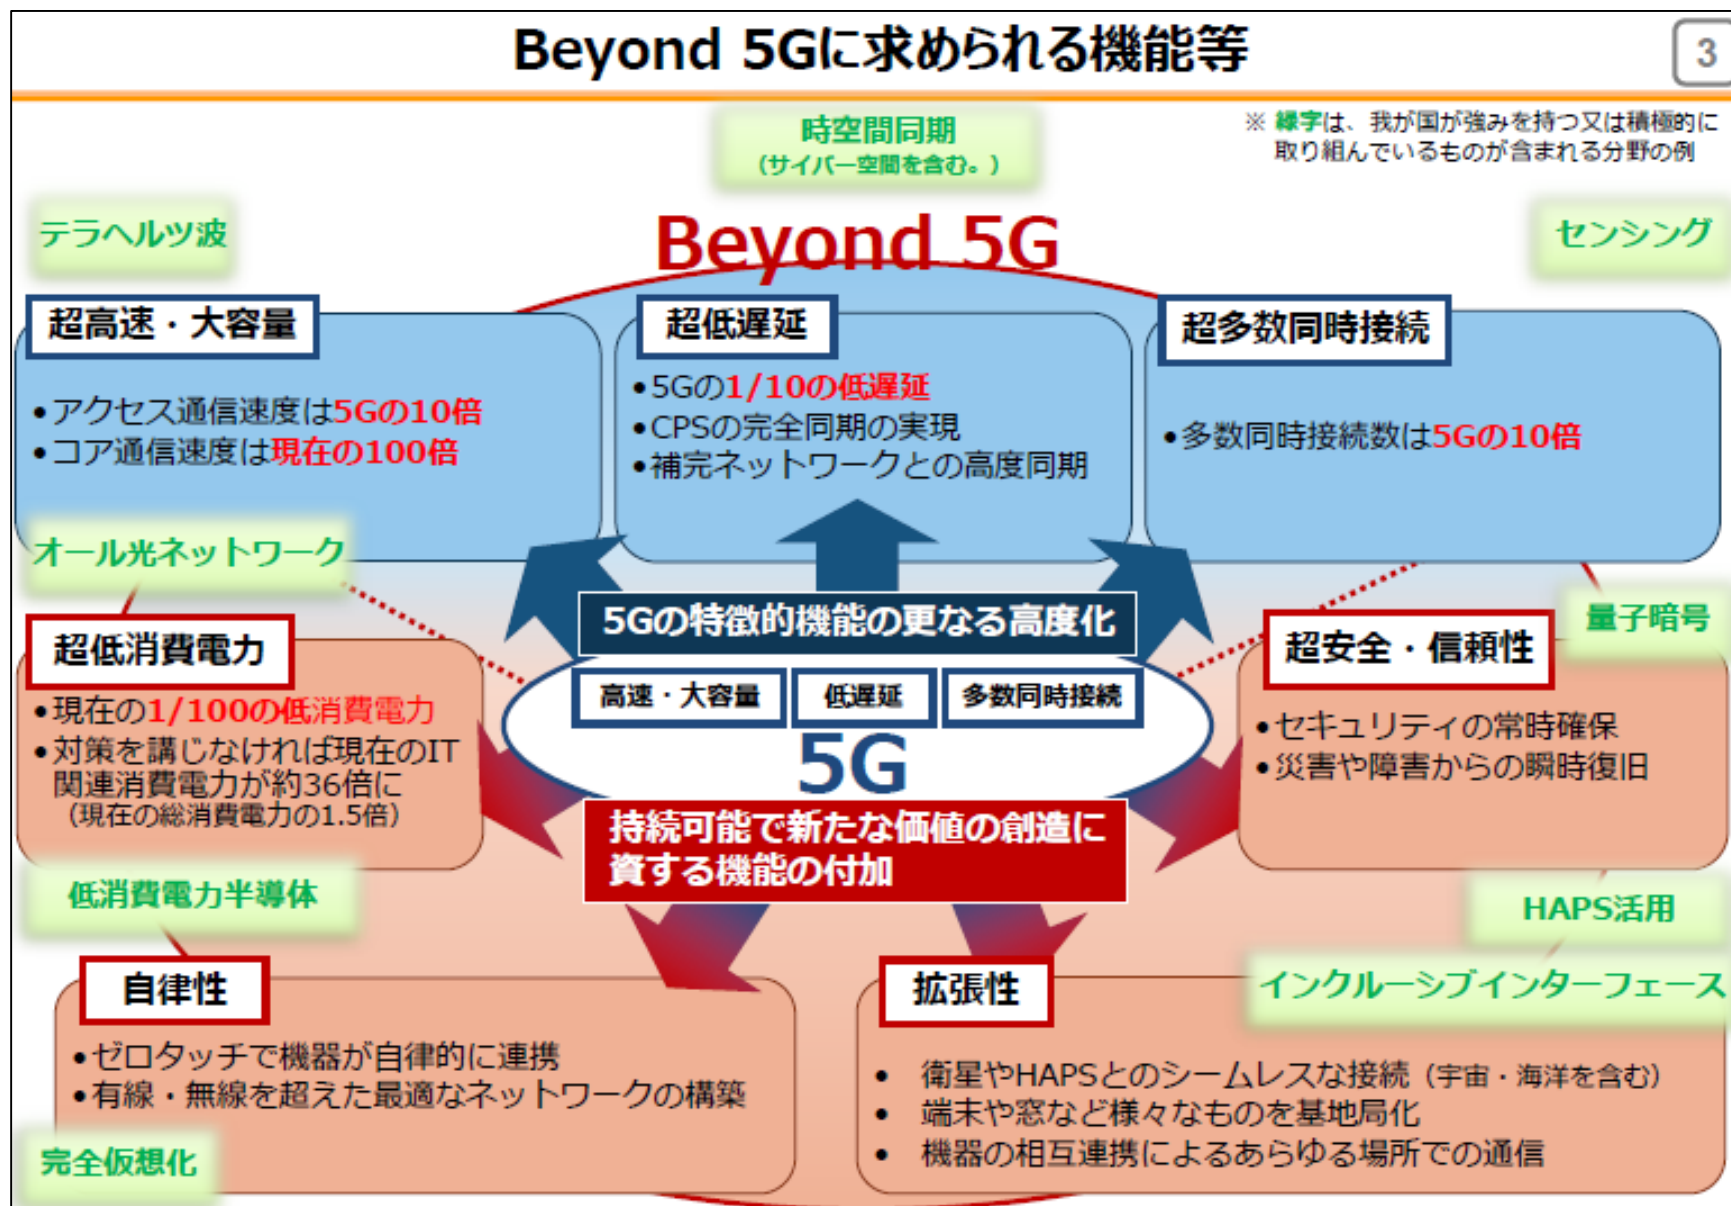 Beyond 5Gに求められる機能等
3
※ 緑字は、我が国が強みを持つ又は積極的に
取り組んでいるものが含まれる分野の例
時空間同期
（サイバー空間を含む。）
テラヘルツ波
センシング
Beyond 5G
超高速・大容量
•アクセス通信速度は5Gの10倍
•コア通信速度は現在の100倍
超低遅延
•5Gの1/10の低遅延
•CPSの完全同期の実現
•補完ネットワークとの高度同期
超多数同時接続
•多数同時接続数は5Gの10倍
オール光ネットワーク
量子暗号
5Gの特徴的機能の更なる高度化
高速・大容量
低遅延
多数同時接続
5G
持続可能で新たな価値の創造に
資する機能の付加
超低消費電力
•現在の1/100の低消費電力
•対策を講じなければ現在のIT
関連消費電力が約36倍に
（現在の総消費電力の1.5倍）
超安全・信頼性
•セキュリティの常時確保
•災害や障害からの瞬時復旧
低消費電力半導体
HAPS活用
インクルーシブインターフェース
自律性
•ゼロタッチで機器が自律的に連携
•有線・無線を超えた最適なネットワークの構築
完全仮想化
拡張性
• 衛星やHAPSとのシームレスな接続（宇宙・海洋を含む）
• 端末や窓など様々なものを基地局化
• 機器の相互連携によるあらゆる場所での通信